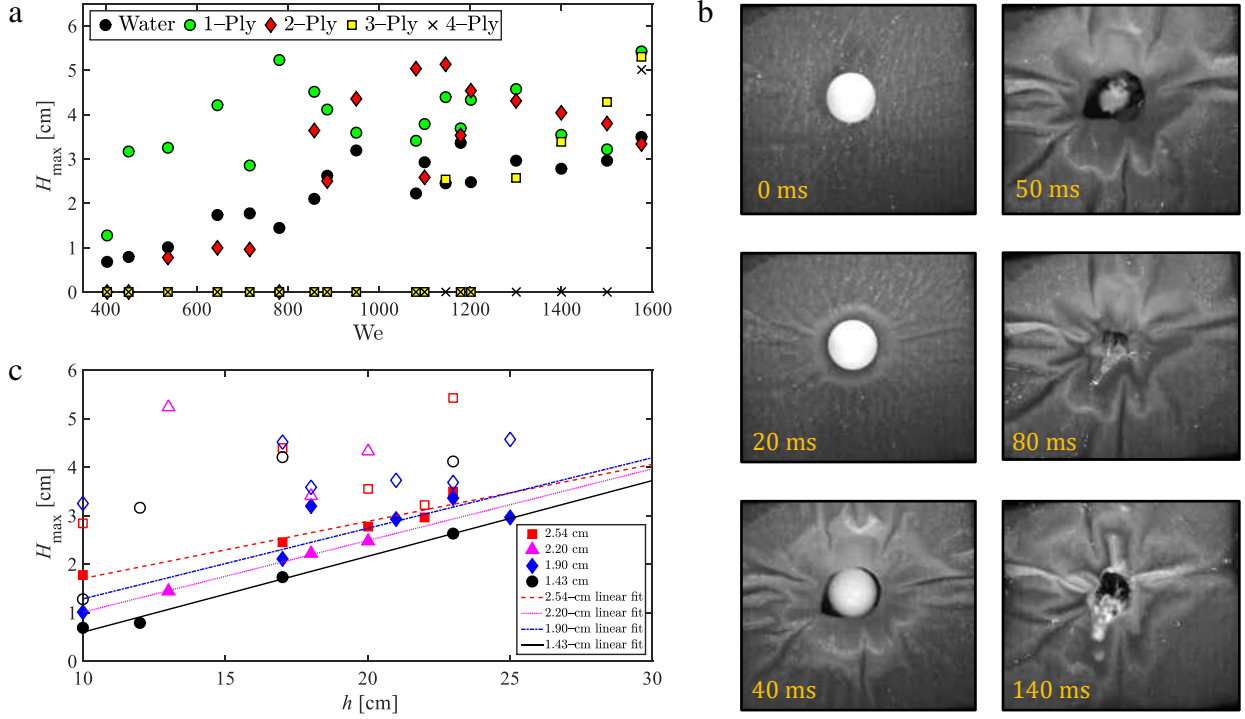 a
Water 1–Ply 2–Ply 3–Ply 4–Ply
6
5
4
3
2
1
0
H_max [cm]
400 600 800 1000 1200 1400 1600
We
b
0 ms
50 ms
20 ms
80 ms
40 ms
140 ms
c
6
5
4
3
2
1
0
H_max [cm]
2.54 cm
2.20 cm
1.90 cm
1.43 cm
2.54–cm linear fit
2.20–cm linear fit
1.90–cm linear fit
1.43–cm linear fit
10 15 20 25 30
h [cm]